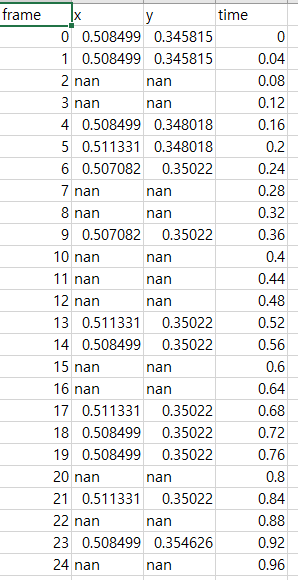 frame x y time
0 0.508499 0.345815 0
1 0.508499 0.345815 0.04
2 nan nan 0.08
3 nan nan 0.12
4 0.508499 0.348018 0.16
5 0.511331 0.348018 0.2
6 0.507082 0.35022 0.24
7 nan nan 0.28
8 nan nan 0.32
9 0.507082 0.35022 0.36
10 nan nan 0.4
11 nan nan 0.44
12 nan nan 0.48
13 0.511331 0.35022 0.52
14 0.508499 0.35022 0.56
15 nan nan 0.6
16 nan nan 0.64
17 0.511331 0.35022 0.68
18 0.508499 0.35022 0.72
19 0.508499 0.35022 0.76
20 nan nan 0.8
21 0.511331 0.35022 0.84
22 nan nan 0.88
23 0.508499 0.354626 0.92
24 nan nan 0.96